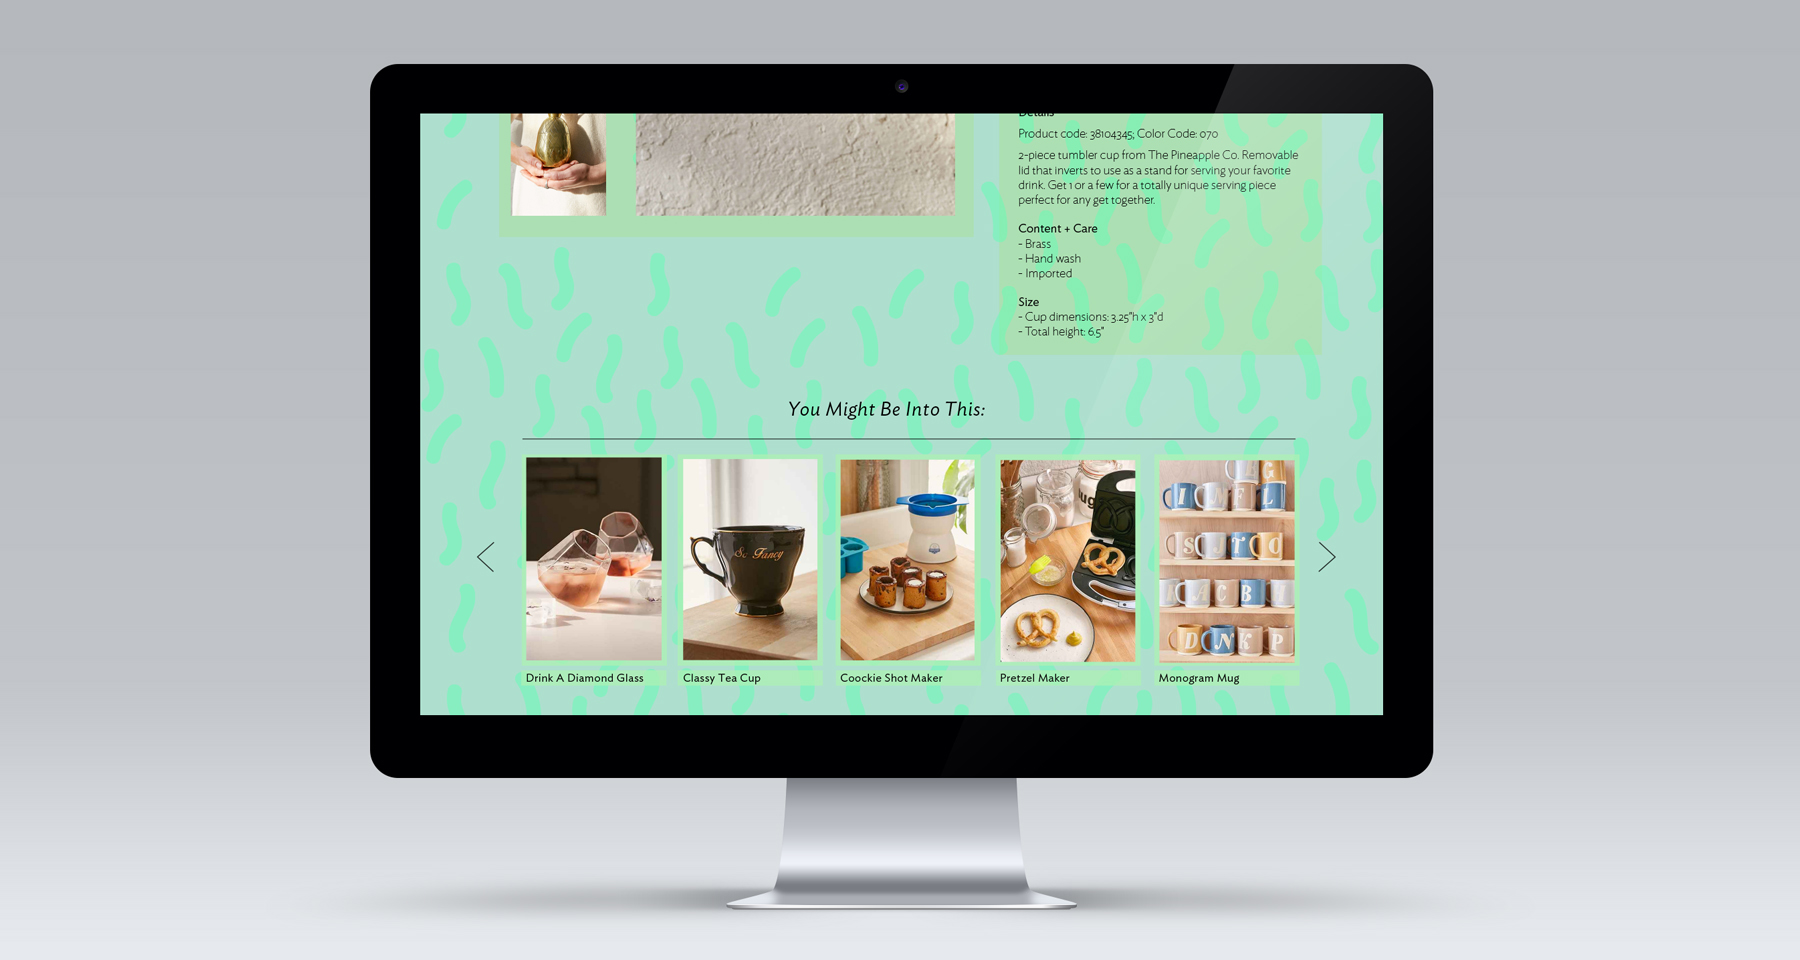 Details
Product code: 38104345; Color Code: 070
2-piece tumbler cup from The Pineapple Co. Removable
lid that inverts to use as a stand for serving your favorite
drink. Get 1 or a few for a totally unique serving piece
perfect for any get together.
Content + Care
- Brass
- Hand wash
- Imported
Size
- Cup dimensions: 3.25"h x 3"d
- Total height: 6.5"
You Might Be Into This:
So Fancy
Drink A Diamond Glass
Classy Tea Cup
Coockie Shot Maker
Pretzel Maker
Monogram Mug